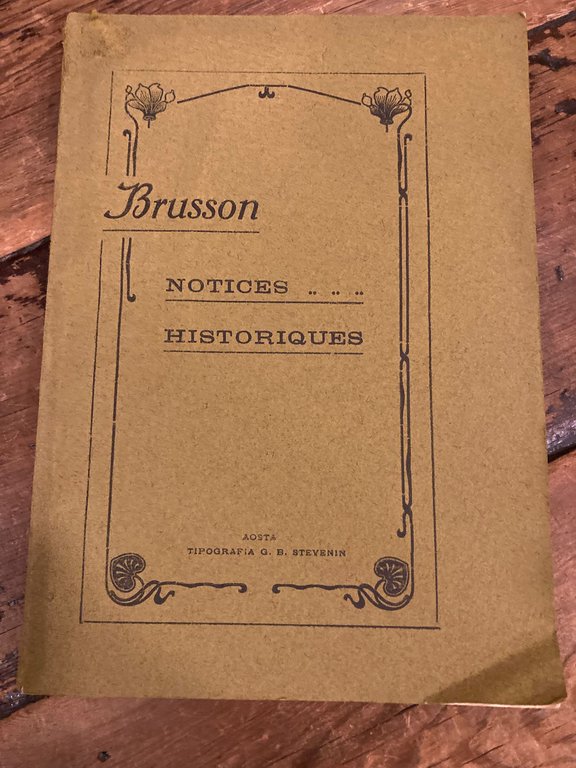 Brusson
NOTICES .. .. ..
HISTORIQUES
AOSTA
TIPOGRAFIA G. B. STEVENIN